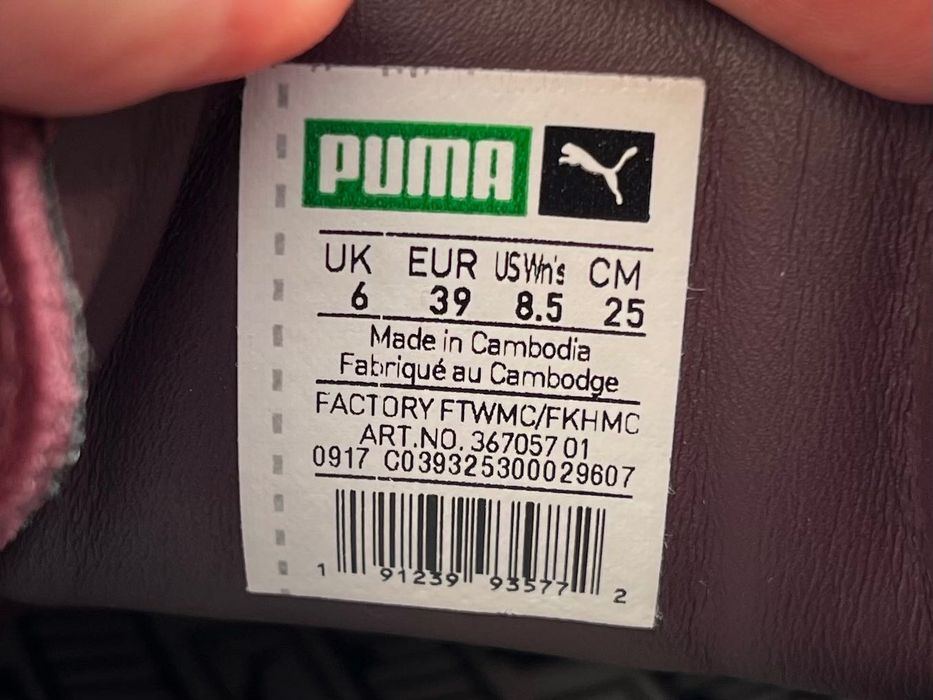 PUMA
UK EUR US Wn's CM
6 39 8.5 25
Made in Cambodia
Fabriqué au Cambodge
FACTORY FTWMC/FKHMC
ART.NO. 367057 01
0917 C039325300029607
1 91239 93577 2